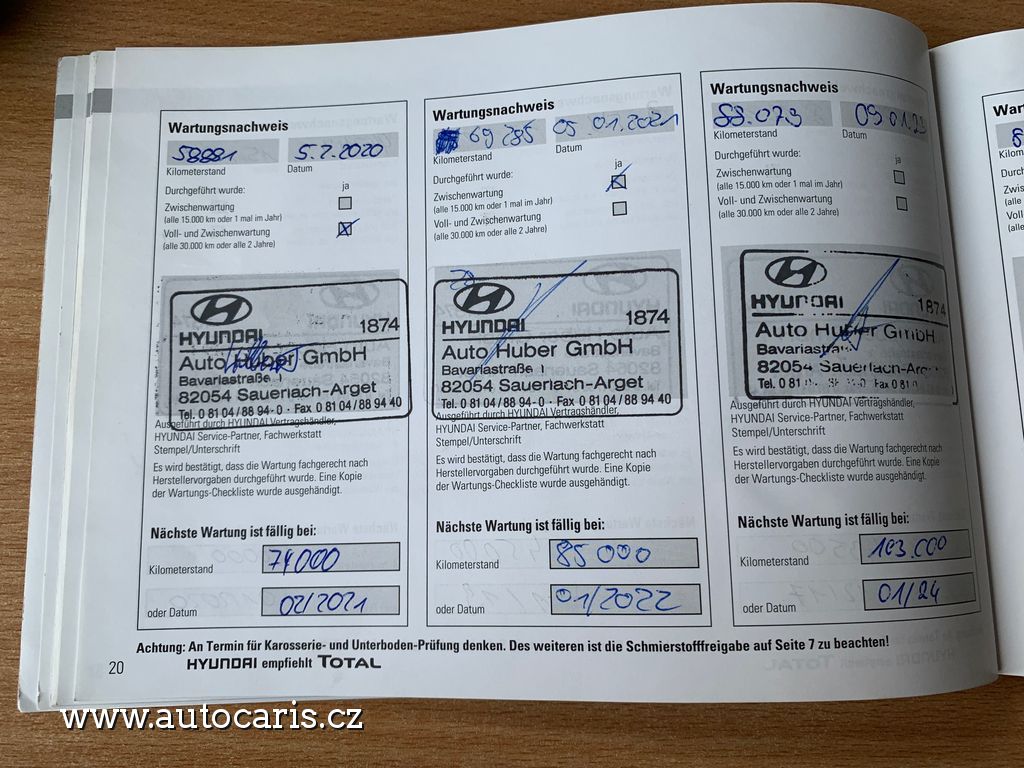 Wartungsnachweis
58881 5.2.2020
Kilometerstand Datum
Durchgeführt wurde: ja
Zwischenwartung
(alle 15.000 km oder 1 mal im Jahr)
Voll- und Zwischenwartung
(alle 30.000 km oder alle 2 Jahre)
HYUNDAI 1874
Auto Huber GmbH
Bavariastraße 1
82054 Sauerlach-Arget
Tel. 0 81 04/88 94-0 · Fax 0 81 04/88 94 40
Ausgeführt durch HYUNDAI Vertragshändler,
HYUNDAI Service-Partner, Fachwerkstatt
Stempel/Unterschrift
Es wird bestätigt, dass die Wartung fachgerecht nach
Herstellervorgaben durchgeführt wurde. Eine Kopie
der Wartungs-Checkliste wurde ausgehändigt.
Nächste Wartung ist fällig bei:
Kilometerstand 74000
oder Datum 02/2021
Wartungsnachweis
69285 05.01.2021
Kilometerstand Datum
Durchgeführt wurde: ja
Zwischenwartung
(alle 15.000 km oder 1 mal im Jahr)
Voll- und Zwischenwartung
(alle 30.000 km oder alle 2 Jahre)
HYUNDAI 1874
Auto Huber GmbH
Bavariastraße 1
82054 Sauerlach-Arget
Tel. 0 81 04/88 94-0 · Fax 0 81 04/88 94 40
Ausgeführt durch HYUNDAI Vertragshändler,
HYUNDAI Service-Partner, Fachwerkstatt
Stempel/Unterschrift
Es wird bestätigt, dass die Wartung fachgerecht nach
Herstellervorgaben durchgeführt wurde. Eine Kopie
der Wartungs-Checkliste wurde ausgehändigt.
Nächste Wartung ist fällig bei:
Kilometerstand 85 000
oder Datum 01/2022
Wartungsnachweis
88.079 09.01.23
Kilometerstand Datum
Durchgeführt wurde: ja
Zwischenwartung
(alle 15.000 km oder 1 mal im Jahr)
Voll- und Zwischenwartung
(alle 30.000 km oder alle 2 Jahre)
HYUNDAI 1874
Auto Huber GmbH
82054 Sauerlach-
Ausgeführt durch HYUNDAI Vertragshändler,
HYUNDAI Service-Partner, Fachwerkstatt
Stempel/Unterschrift
Es wird bestätigt, dass die Wartung fachgerecht nach
Herstellervorgaben durchgeführt wurde. Eine Kopie
der Wartungs-Checkliste wurde ausgehändigt.
Nächste Wartung ist fällig bei:
Kilometerstand 103.000
oder Datum 01/24
Achtung: An Termin für Karosserie- und Unterboden-Prüfung denken. Des weiteren ist die Schmierstofffreigabe auf Seite 7 zu beachten!
20 HYUNDAI empfiehlt TOTAL
www.autocaris.cz